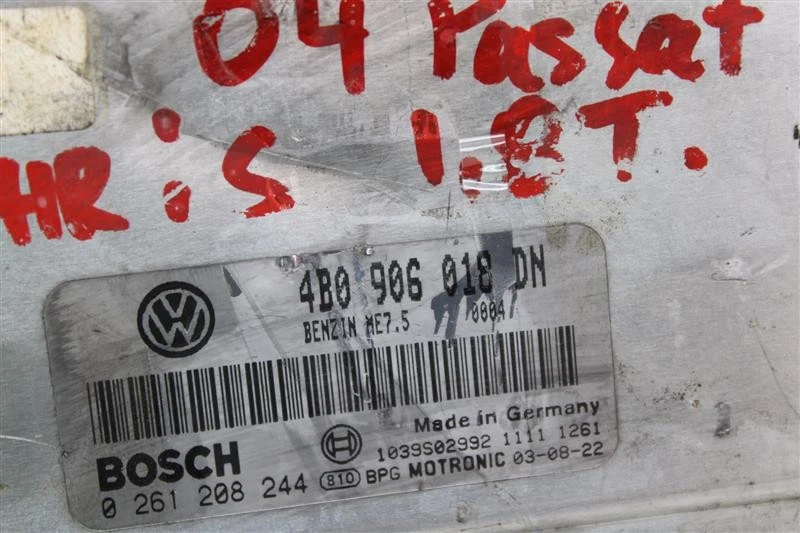 04 Passat
HRiS 1.8T.
4B0 906 018 DN
BENZIN ME7.5 0004
Made in Germany
BOSCH 1039S02992 1111 1261
0 261 208 244 810 BPG MOTRONIC 03-08-22